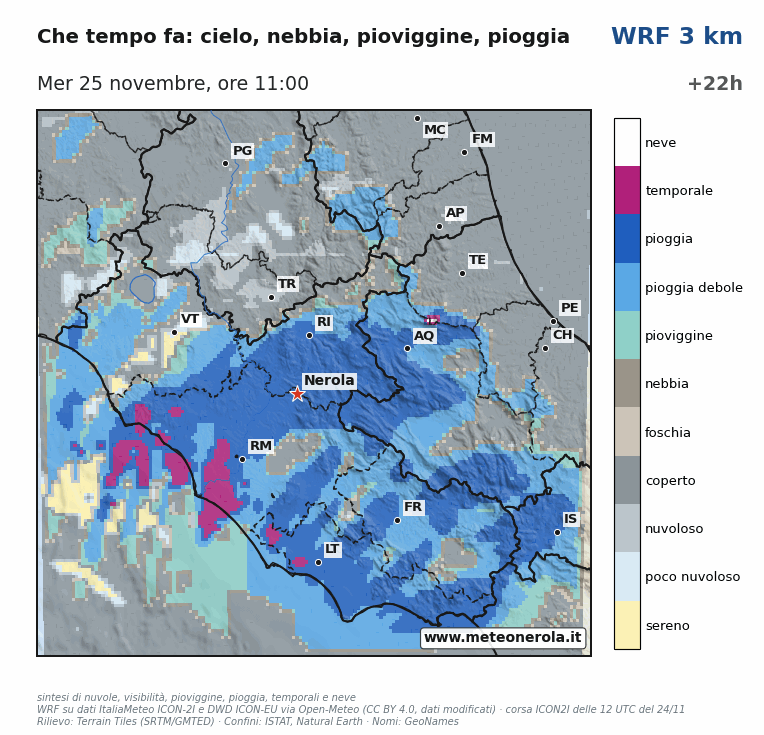 Che tempo fa: cielo, nebbia, pioviggine, pioggia
WRF 3 km
Mer 25 novembre, ore 11:00
+22h
MC
FM
PG
AP
TE
TR
PE
VT
RI
AQ
CH
Nerola
RM
FR
IS
LT
www.meteonerola.it
neve
temporale
pioggia
pioggia debole
pioviggine
nebbia
foschia
coperto
nuvoloso
poco nuvoloso
sereno
sintesi di nuvole, visibilità, pioviggine, pioggia, temporali e neve
WRF su dati ItaliaMeteo ICON-2I e DWD ICON-EU via Open-Meteo (CC BY 4.0, dati modificati) · corsa ICON2I delle 12 UTC del 24/11
Rilievo: Terrain Tiles (SRTM/GMTED) · Confini: ISTAT, Natural Earth · Nomi: GeoNames